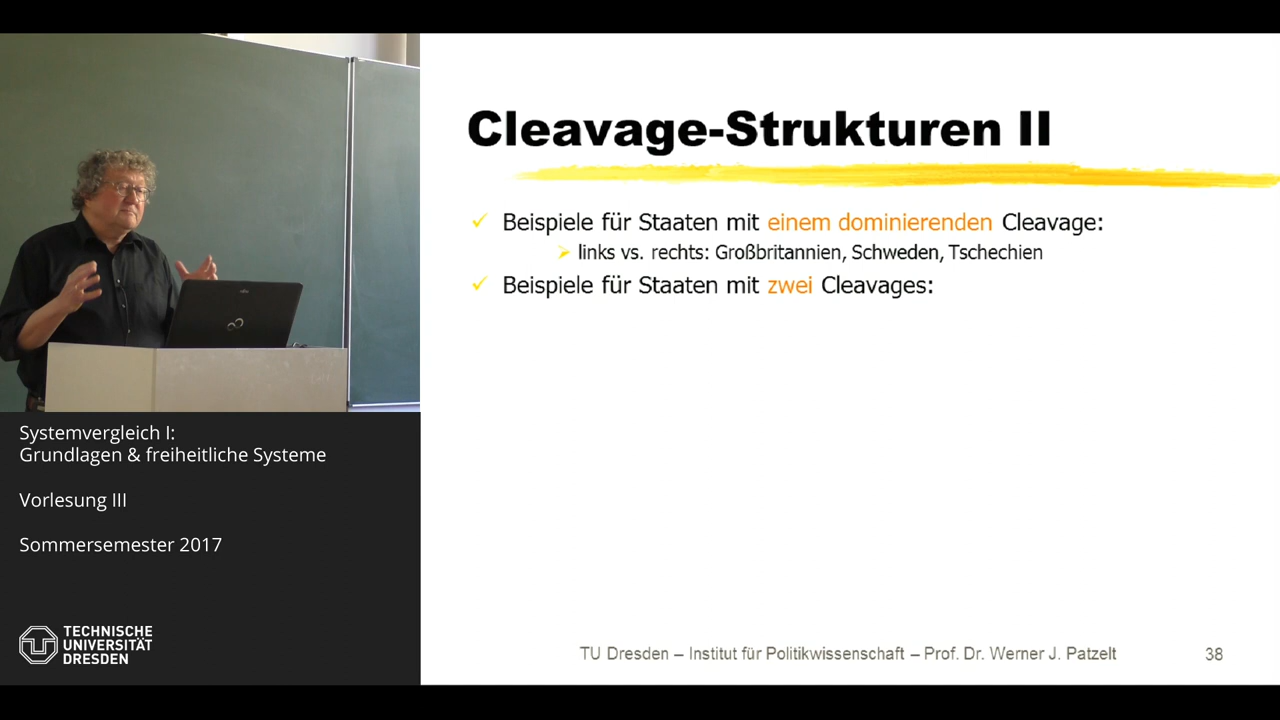 Cleavage-Strukturen II
Beispiele für Staaten mit einem dominierenden Cleavage:
links vs. rechts: Großbritannien, Schweden, Tschechien
Beispiele für Staaten mit zwei Cleavages:
TU Dresden – Institut für Politikwissenschaft – Prof. Dr. Werner J. Patzelt
38
Systemvergleich I:
Grundlagen & freiheitliche Systeme
Vorlesung III
Sommersemester 2017
TECHNISCHE
UNIVERSITÄT
DRESDEN